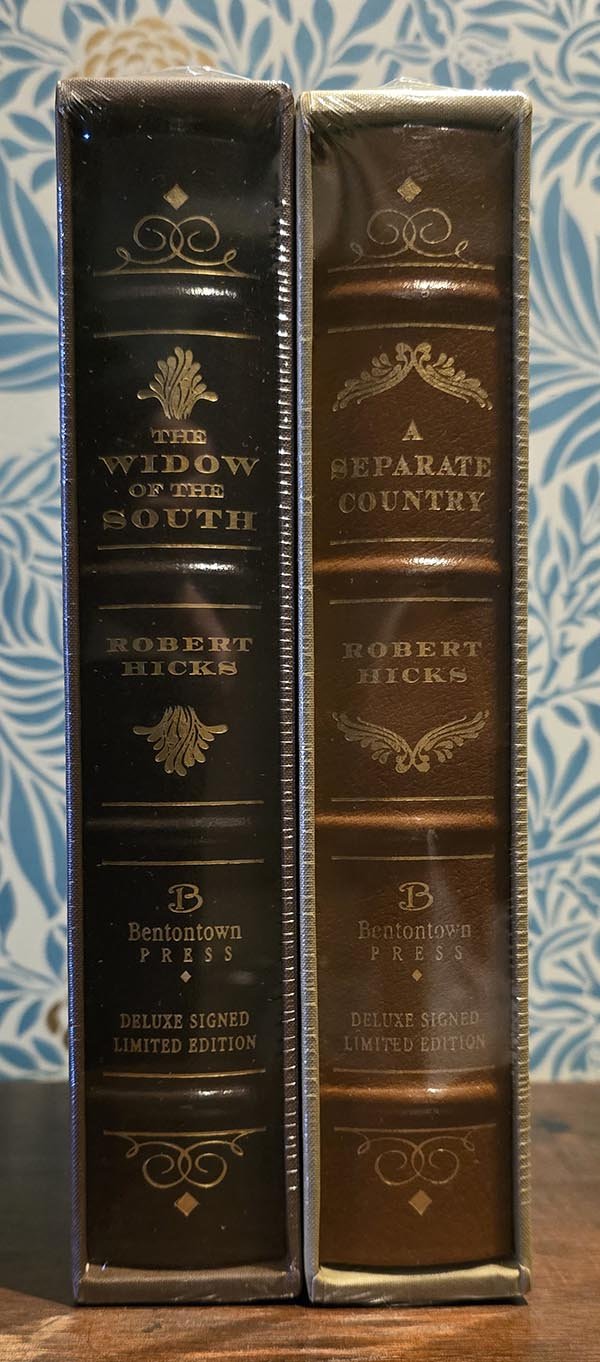 THE
WIDOW
OF THE
SOUTH
ROBERT
HICKS
B
Bentontown
PRESS
DELUXE SIGNED
LIMITED EDITION
A
SEPARATE
COUNTRY
ROBERT
HICKS
B
Bentontown
PRESS
DELUXE SIGNED
LIMITED EDITION